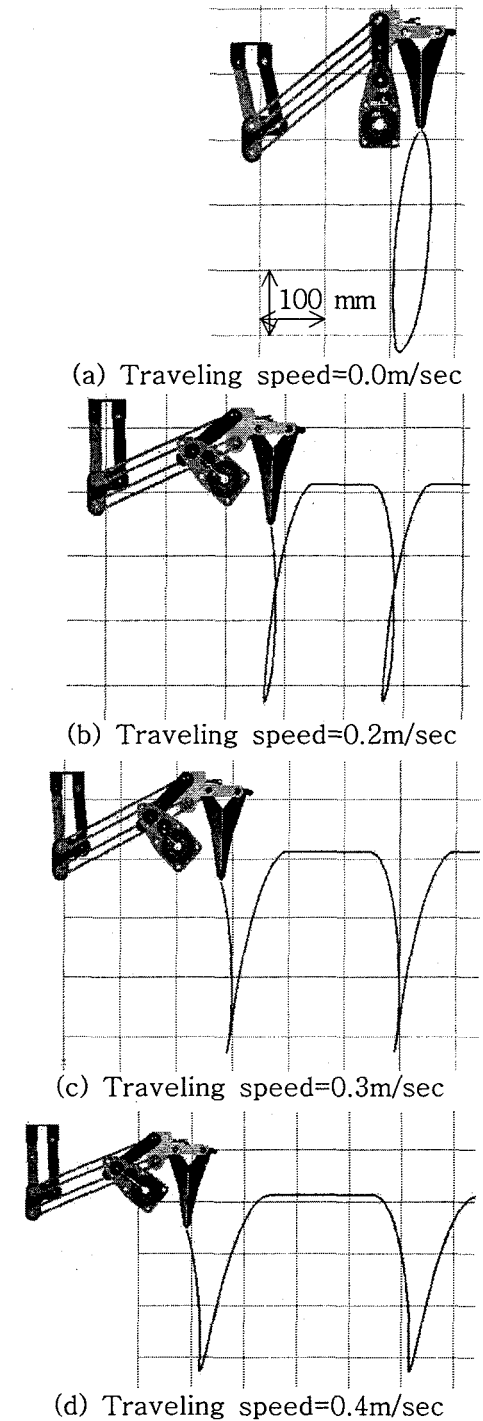 100 mm
(a) Traveling speed=0.0m/sec
(b) Traveling speed=0.2m/sec
(c) Traveling speed=0.3m/sec
(d) Traveling speed=0.4m/sec